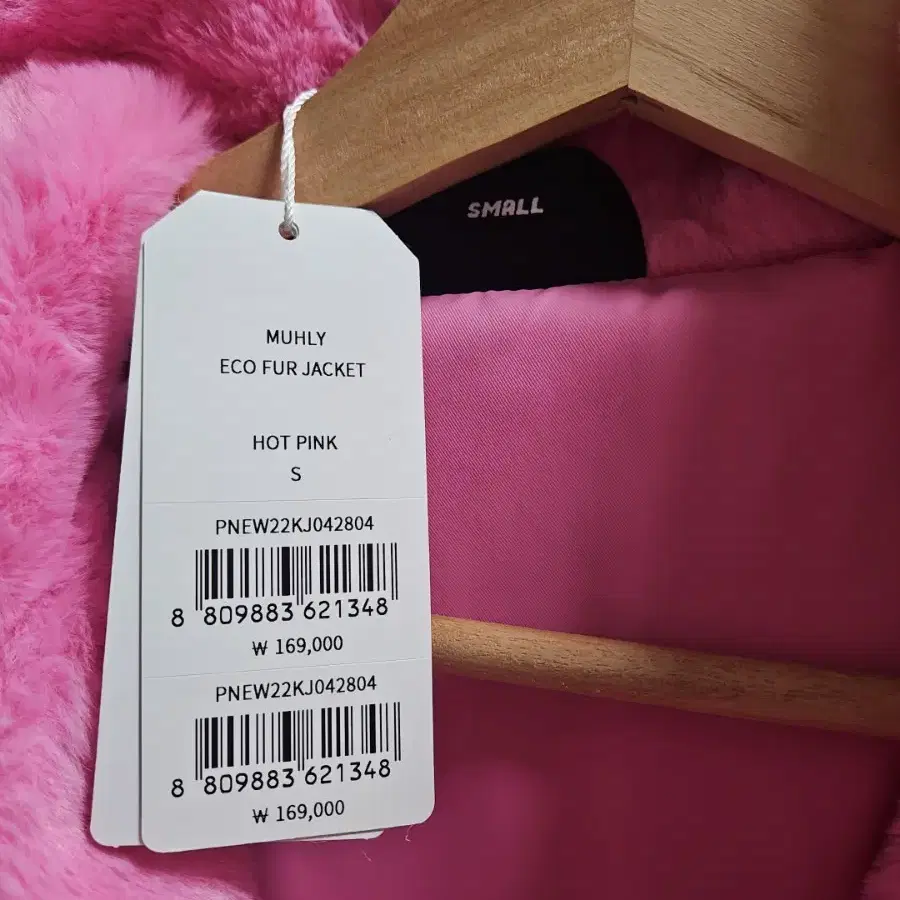 SMALL
MUHLY
ECO FUR JACKET
HOT PINK
S
PNEW22KJ042804
8 809883 621348
₩ 169,000
PNEW22KJ042804
8 809883 621348
₩ 169,000